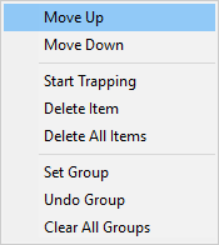 Move Up
Move Down
Start Trapping
Delete Item
Delete All Items
Set Group
Undo Group
Clear All Groups